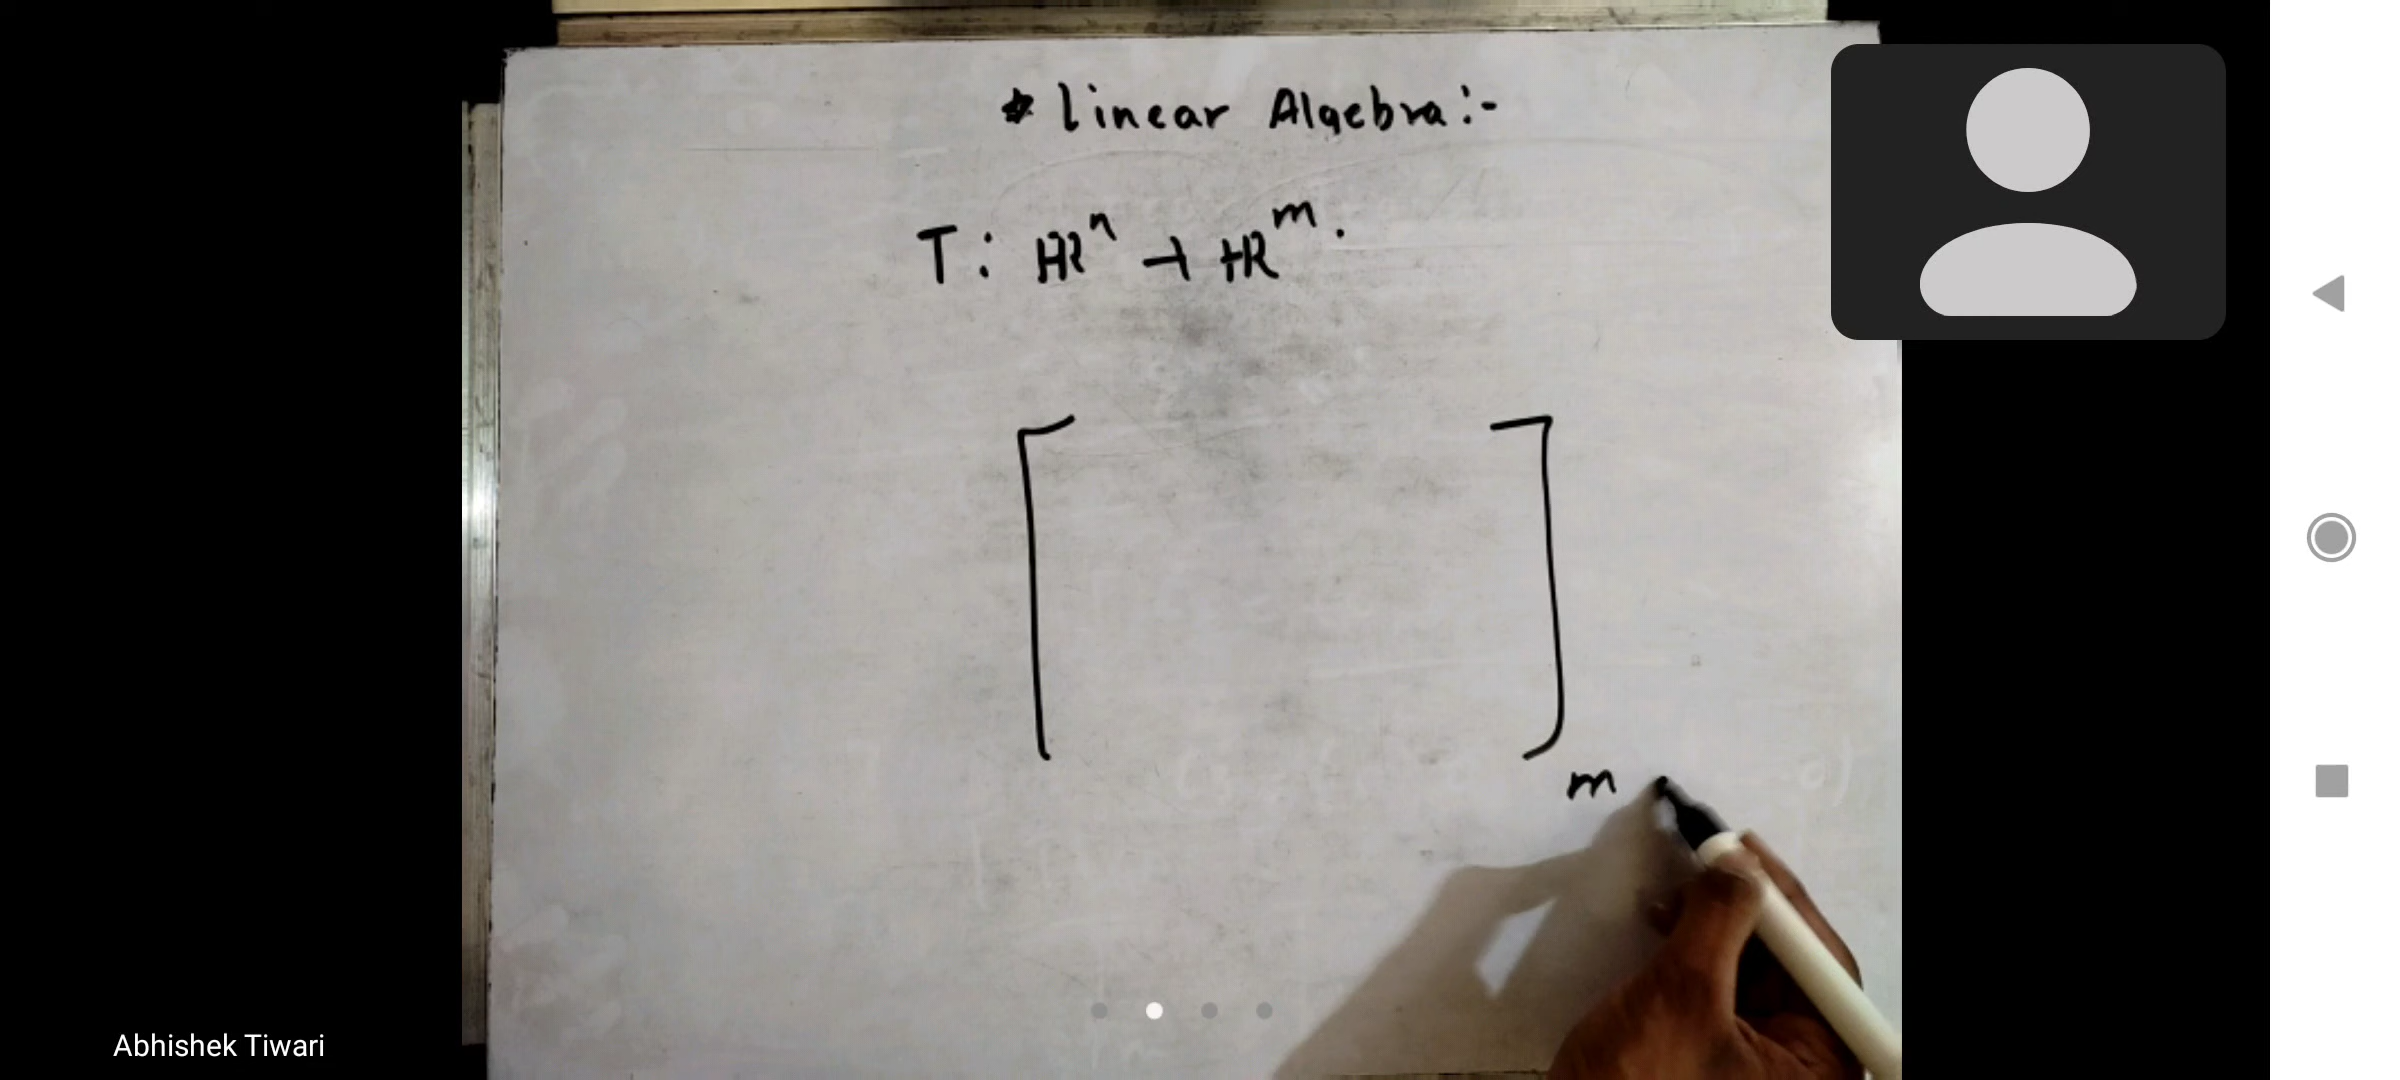 * Linear Algebra:-
T: ℝⁿ → ℝᵐ.
m
Abhishek Tiwari